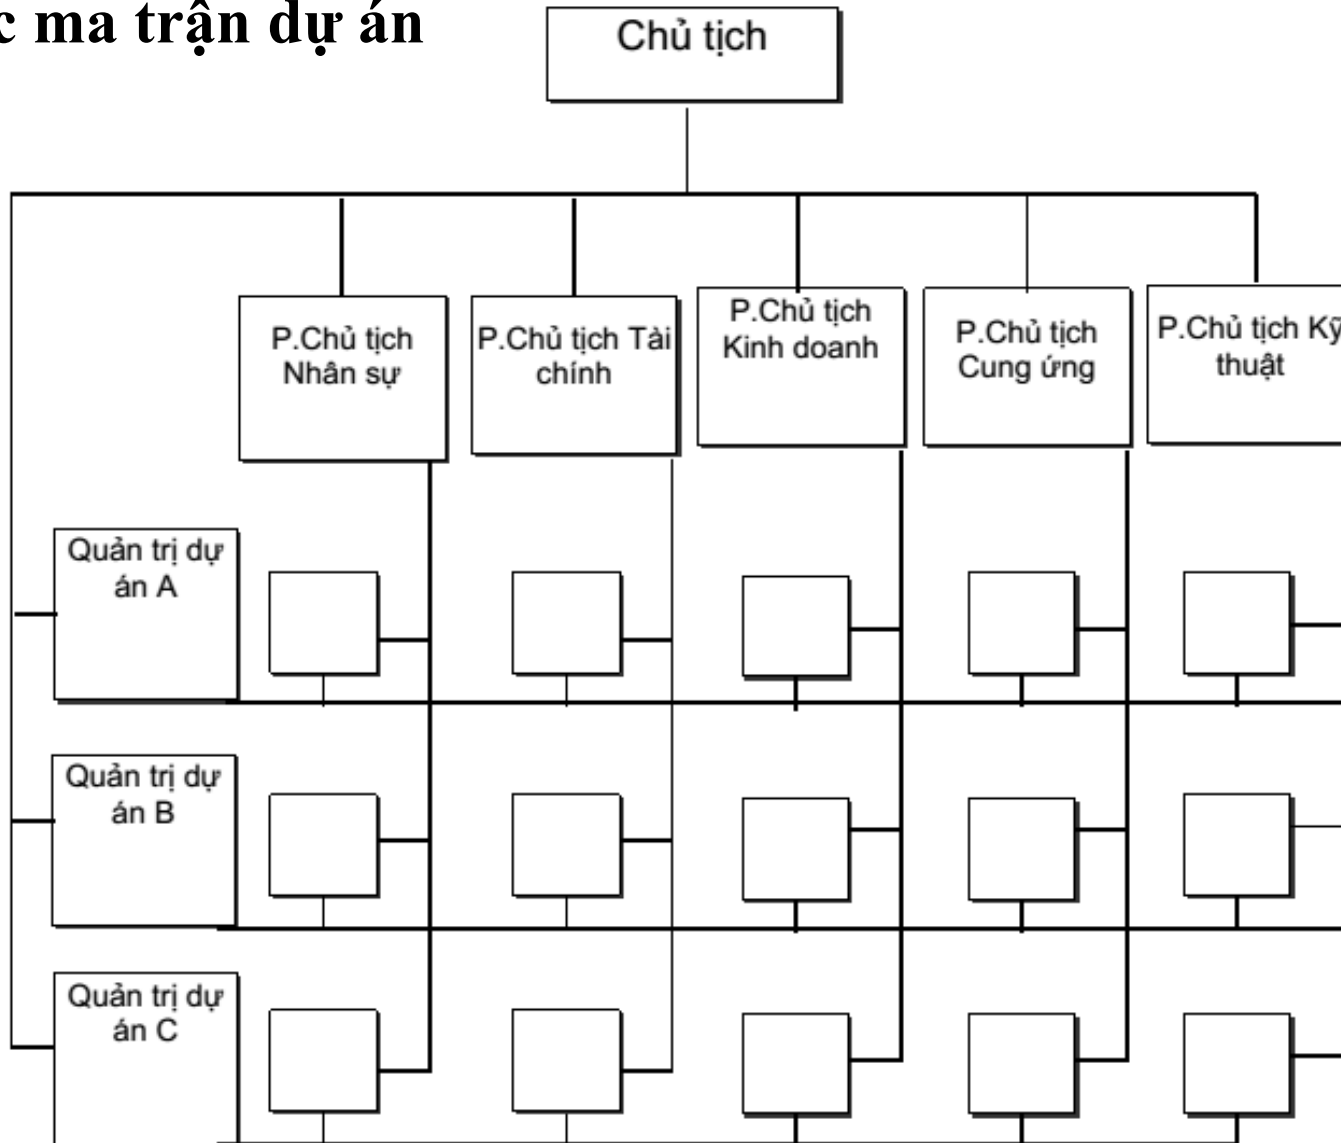 c ma trận dự án
Chủ tịch
P.Chủ tịch
Nhân sự
P.Chủ tịch Tài
chính
P.Chủ tịch
Kinh doanh
P.Chủ tịch
Cung ứng
P.Chủ tịch Kỹ
thuật
Quản trị dự
án A
Quản trị dự
án B
Quản trị dự
án C